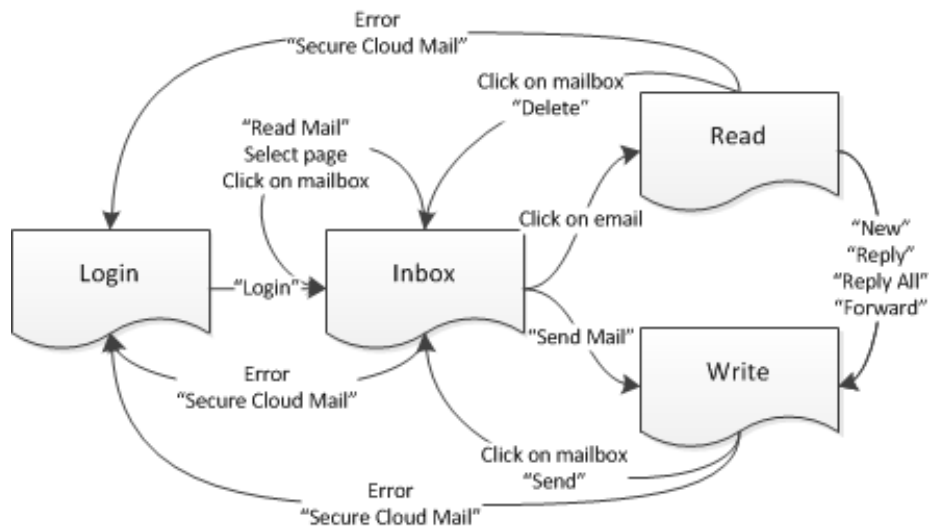 Error
“Secure Cloud Mail”
Click on mailbox
“Delete”
Read
“Read Mail”
Select page
Click on mailbox
Click on email
“New”
“Reply”
“Reply All”
“Forward”
Login
“Login”
Inbox
“Send Mail”
Write
Error
“Secure Cloud Mail”
Click on mailbox
“Send”
Error
“Secure Cloud Mail”